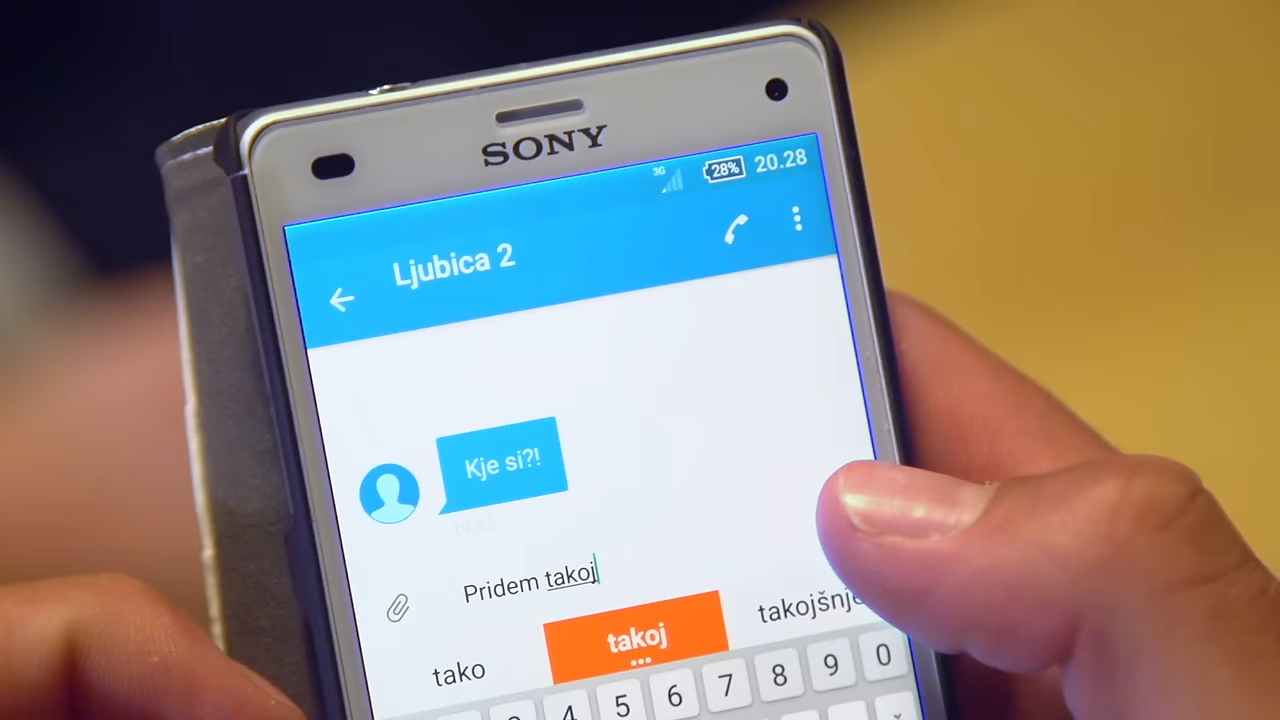 SONY
3G 28% 20.28
Ljubica 2
Kje si?!
Pridem takoj
tako takoj
4 5 6 7 8 9 0